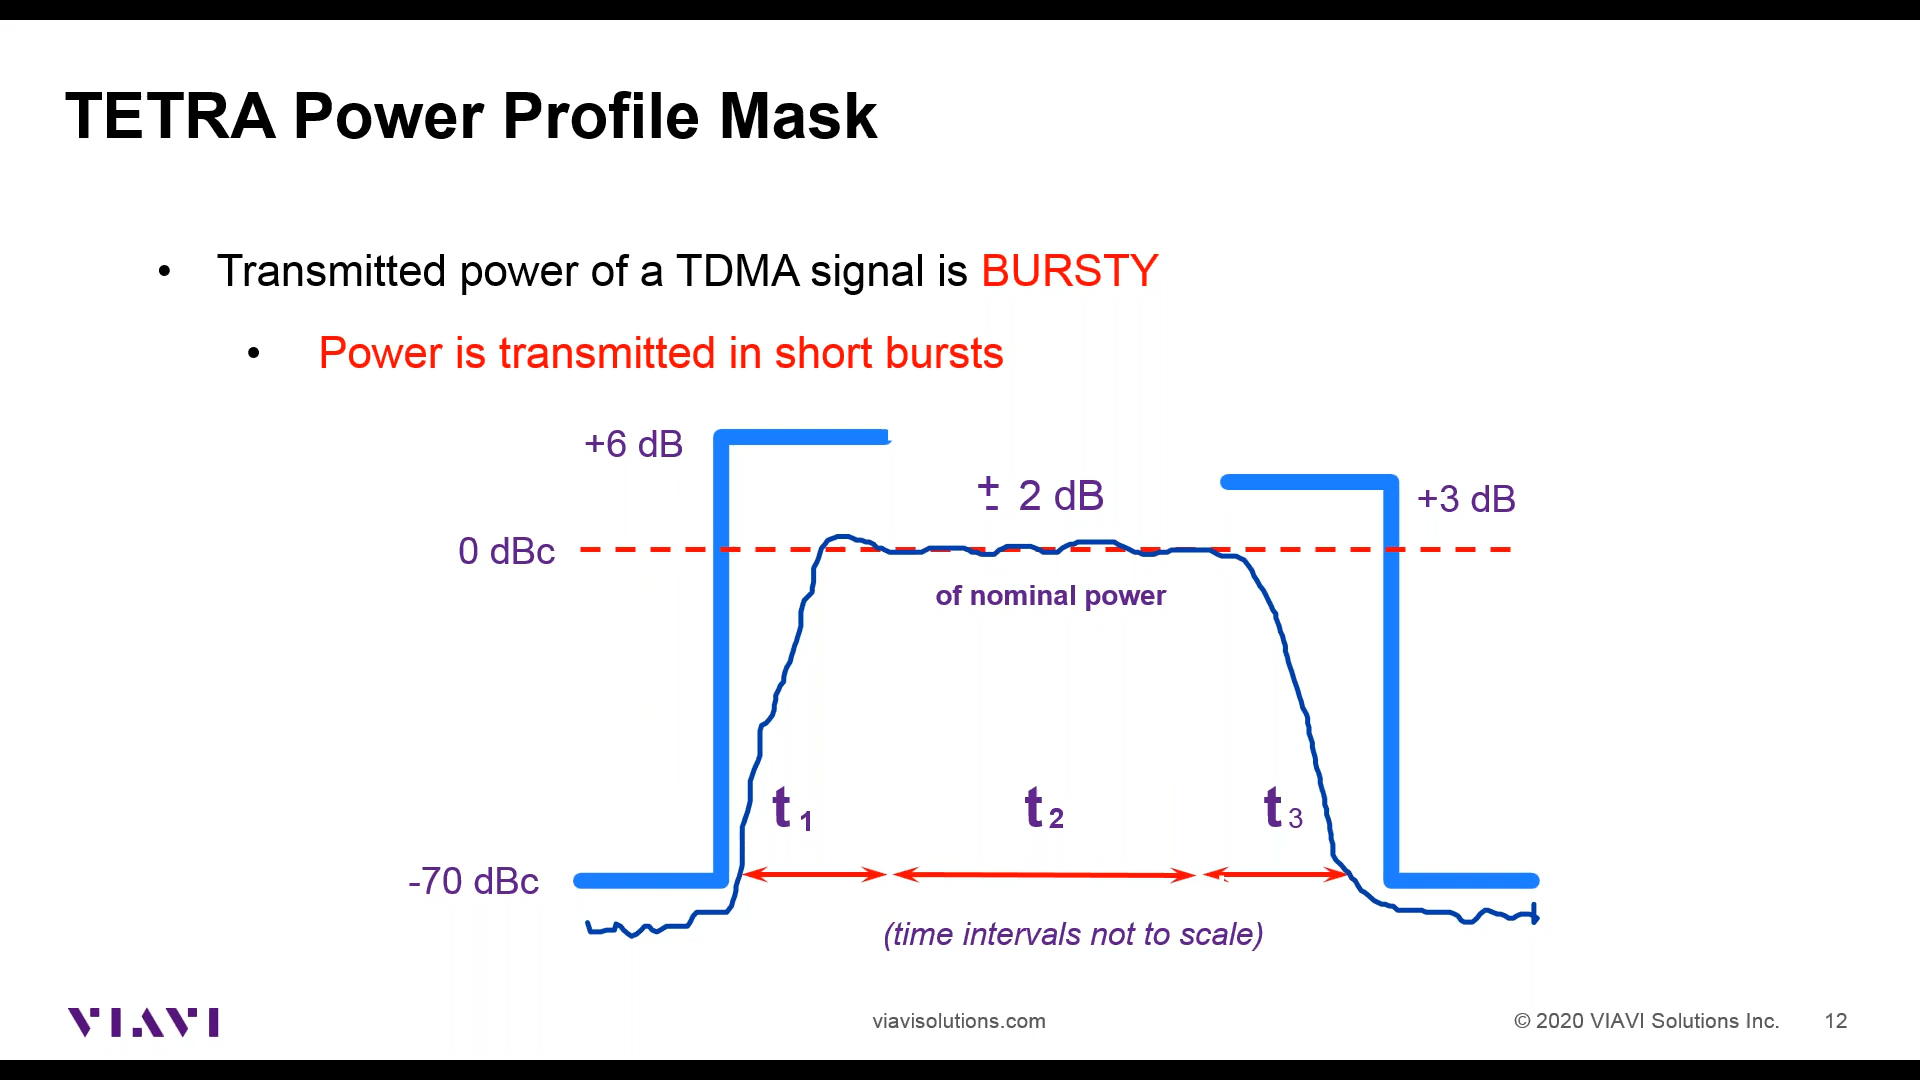 TETRA Power Profile Mask
• Transmitted power of a TDMA signal is BURSTY
• Power is transmitted in short bursts
+6 dB
± 2 dB
+3 dB
0 dBc
of nominal power
t1
t2
t3
-70 dBc
(time intervals not to scale)
VIAVI
viavisolutions.com
© 2020 VIAVI Solutions Inc.
12